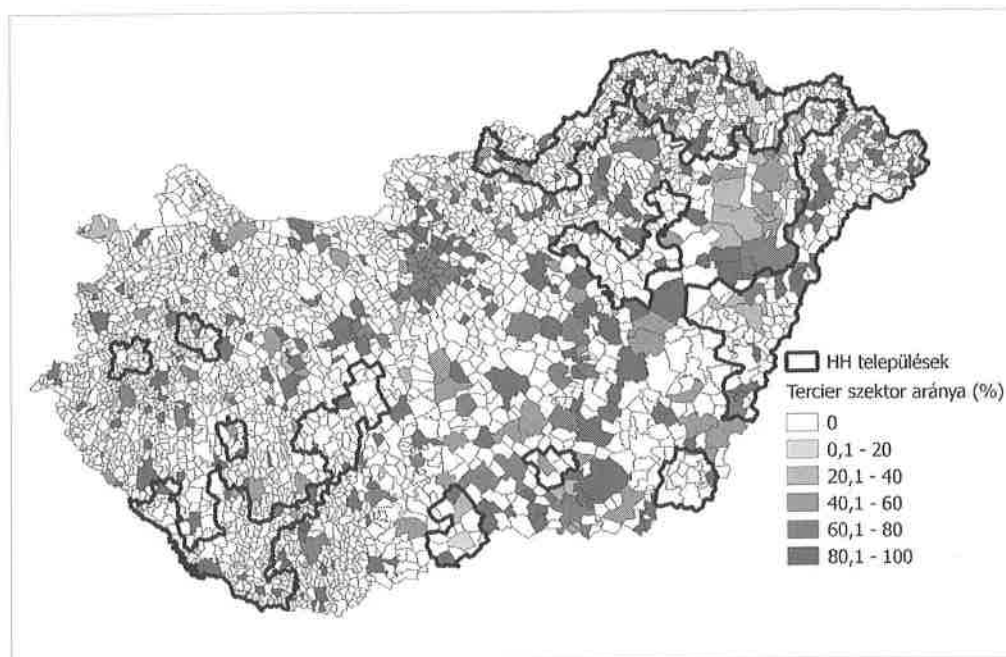 HH települések
Tercier szektor aránya (%)
0
0,1 - 20
20,1 - 40
40,1 - 60
60,1 - 80
80,1 - 100